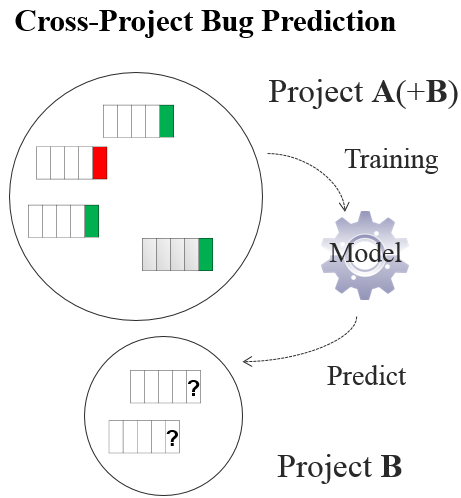 Cross-Project Bug Prediction
Project A(+B)
Training
Model
Predict
?
?
Project B